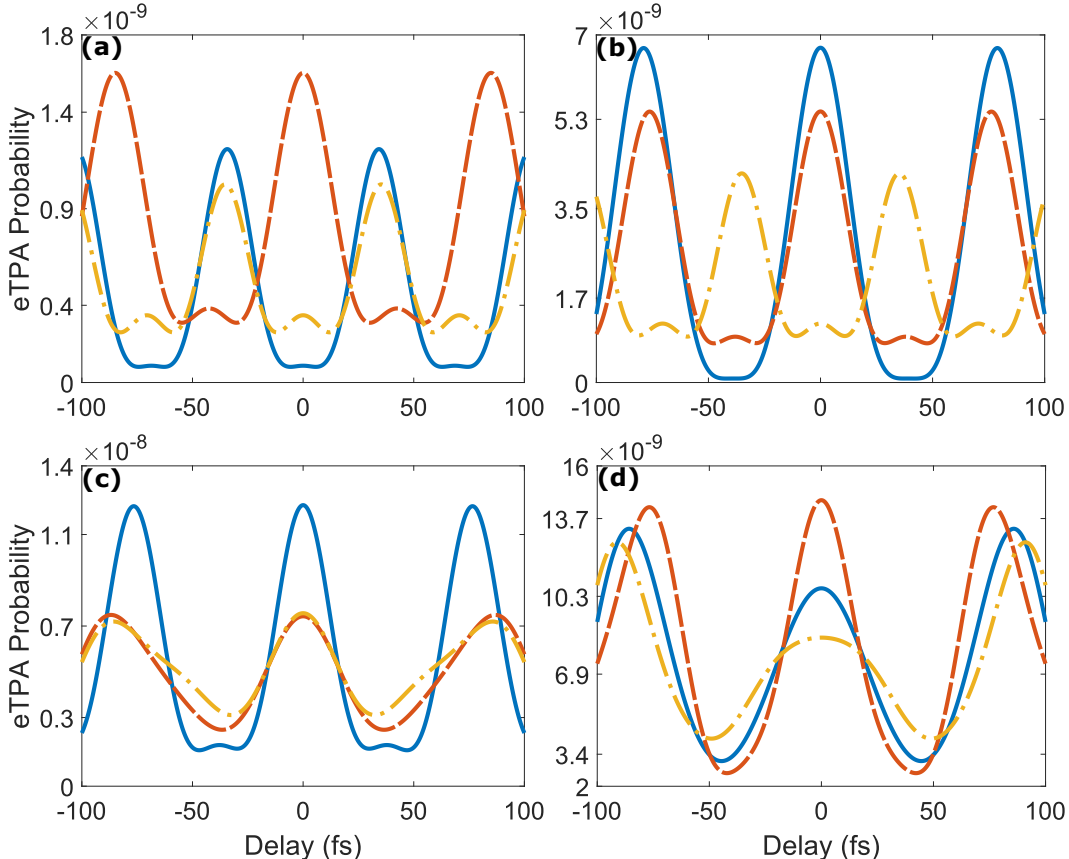 ×10⁻⁹
(a)
eTPA Probability
1.8
1.4
0.9
0.4
0
-100 -50 0 50 100
×10⁻⁹
(b)
7
5.3
3.5
1.7
0
-100 -50 0 50 100
×10⁻⁸
(c)
eTPA Probability
1.4
1.1
0.7
0.3
0
-100 -50 0 50 100
Delay (fs)
×10⁻⁹
(d)
16
13.7
10.3
6.9
3.4
2
-100 -50 0 50 100
Delay (fs)